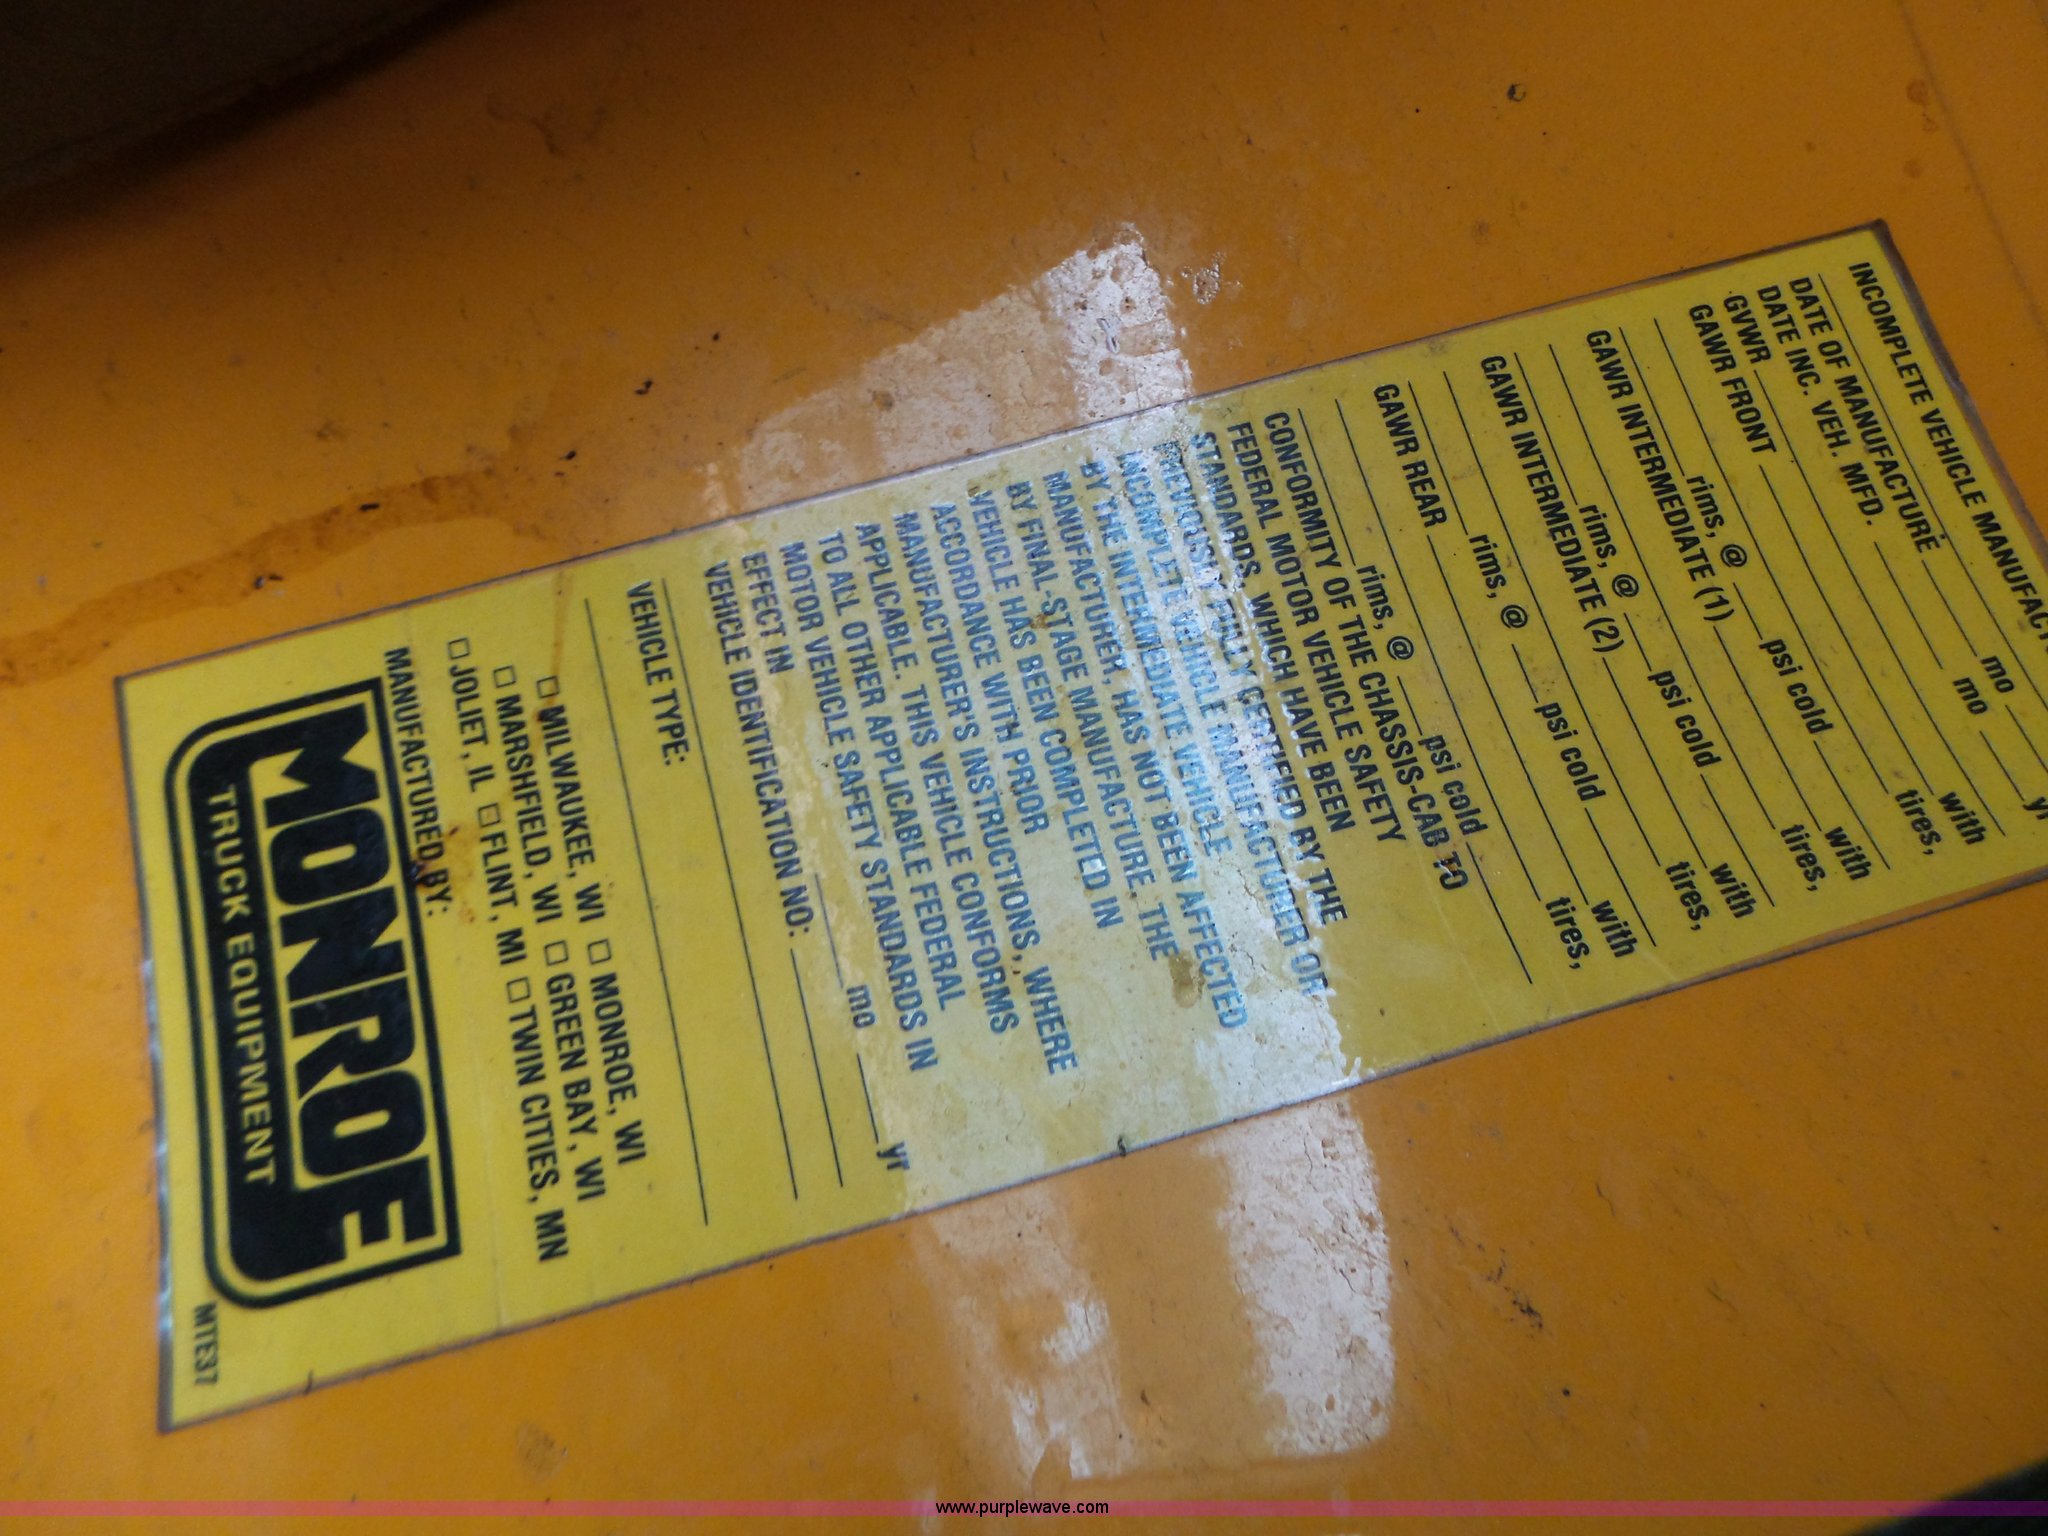 INCOMPLETE VEHICLE
DATE OF MANUFACTURE mo yr
DATE INC. VEH. MFD. mo
GVWR
GAWR FRONT with tires,
rims, @ psi cold
GAWR INTERMEDIATE (1) with tires,
rims, @ psi cold
GAWR INTERMEDIATE (2) with tires,
rims, @ psi cold
GAWR REAR with tires,
rims, @ psi cold
CONFORMITY OF THE CHASSIS-CAB TO
FEDERAL MOTOR VEHICLE SAFETY
STANDARDS, WHICH HAVE BEEN
PREVIOUSLY FULLY CERTIFIED BY THE
INCOMPLETE VEHICLE MANUFACTURER OR
BY THE INTERMEDIATE VEHICLE
MANUFACTURER, HAS NOT BEEN AFFECTED
BY FINAL-STAGE MANUFACTURE. THE
VEHICLE HAS BEEN COMPLETED IN
ACCORDANCE WITH PRIOR
MANUFACTURER'S INSTRUCTIONS, WHERE
APPLICABLE. THIS VEHICLE CONFORMS
TO ALL OTHER APPLICABLE FEDERAL
MOTOR VEHICLE SAFETY STANDARDS IN
EFFECT IN mo yr
VEHICLE IDENTIFICATION NO:
VEHICLE TYPE:
□ MILWAUKEE, WI □ MONROE, WI
□ MARSHFIELD, WI □ GREEN BAY, WI
□ JOLIET, IL □ FLINT, MI □ TWIN CITIES, MN
MANUFACTURED BY:
MONROE
TRUCK EQUIPMENT
MTE37
www.purplewave.com